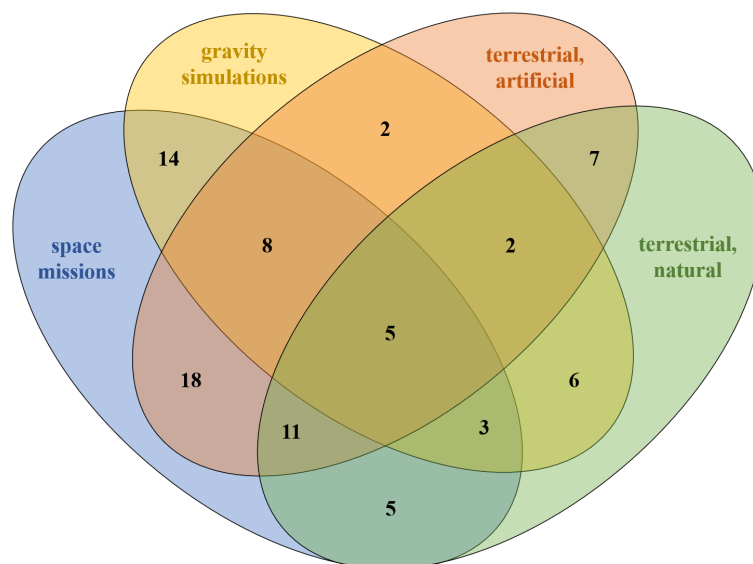 gravity
simulations
terrestrial,
artificial
2
14
7
space
missions
8
2
terrestrial,
natural
5
18
6
11
3
5